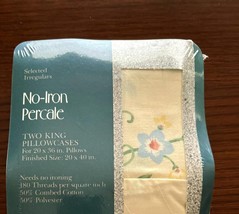 Selected
Irregulars
No-Iron
Percale
TWO KING
PILLOWCASES
For 20 x 36 in. Pillows
Finished Size: 20 x 40 in.
Needs no ironing
180 Threads per square inch
50% Combed Cotton
50% Polyester